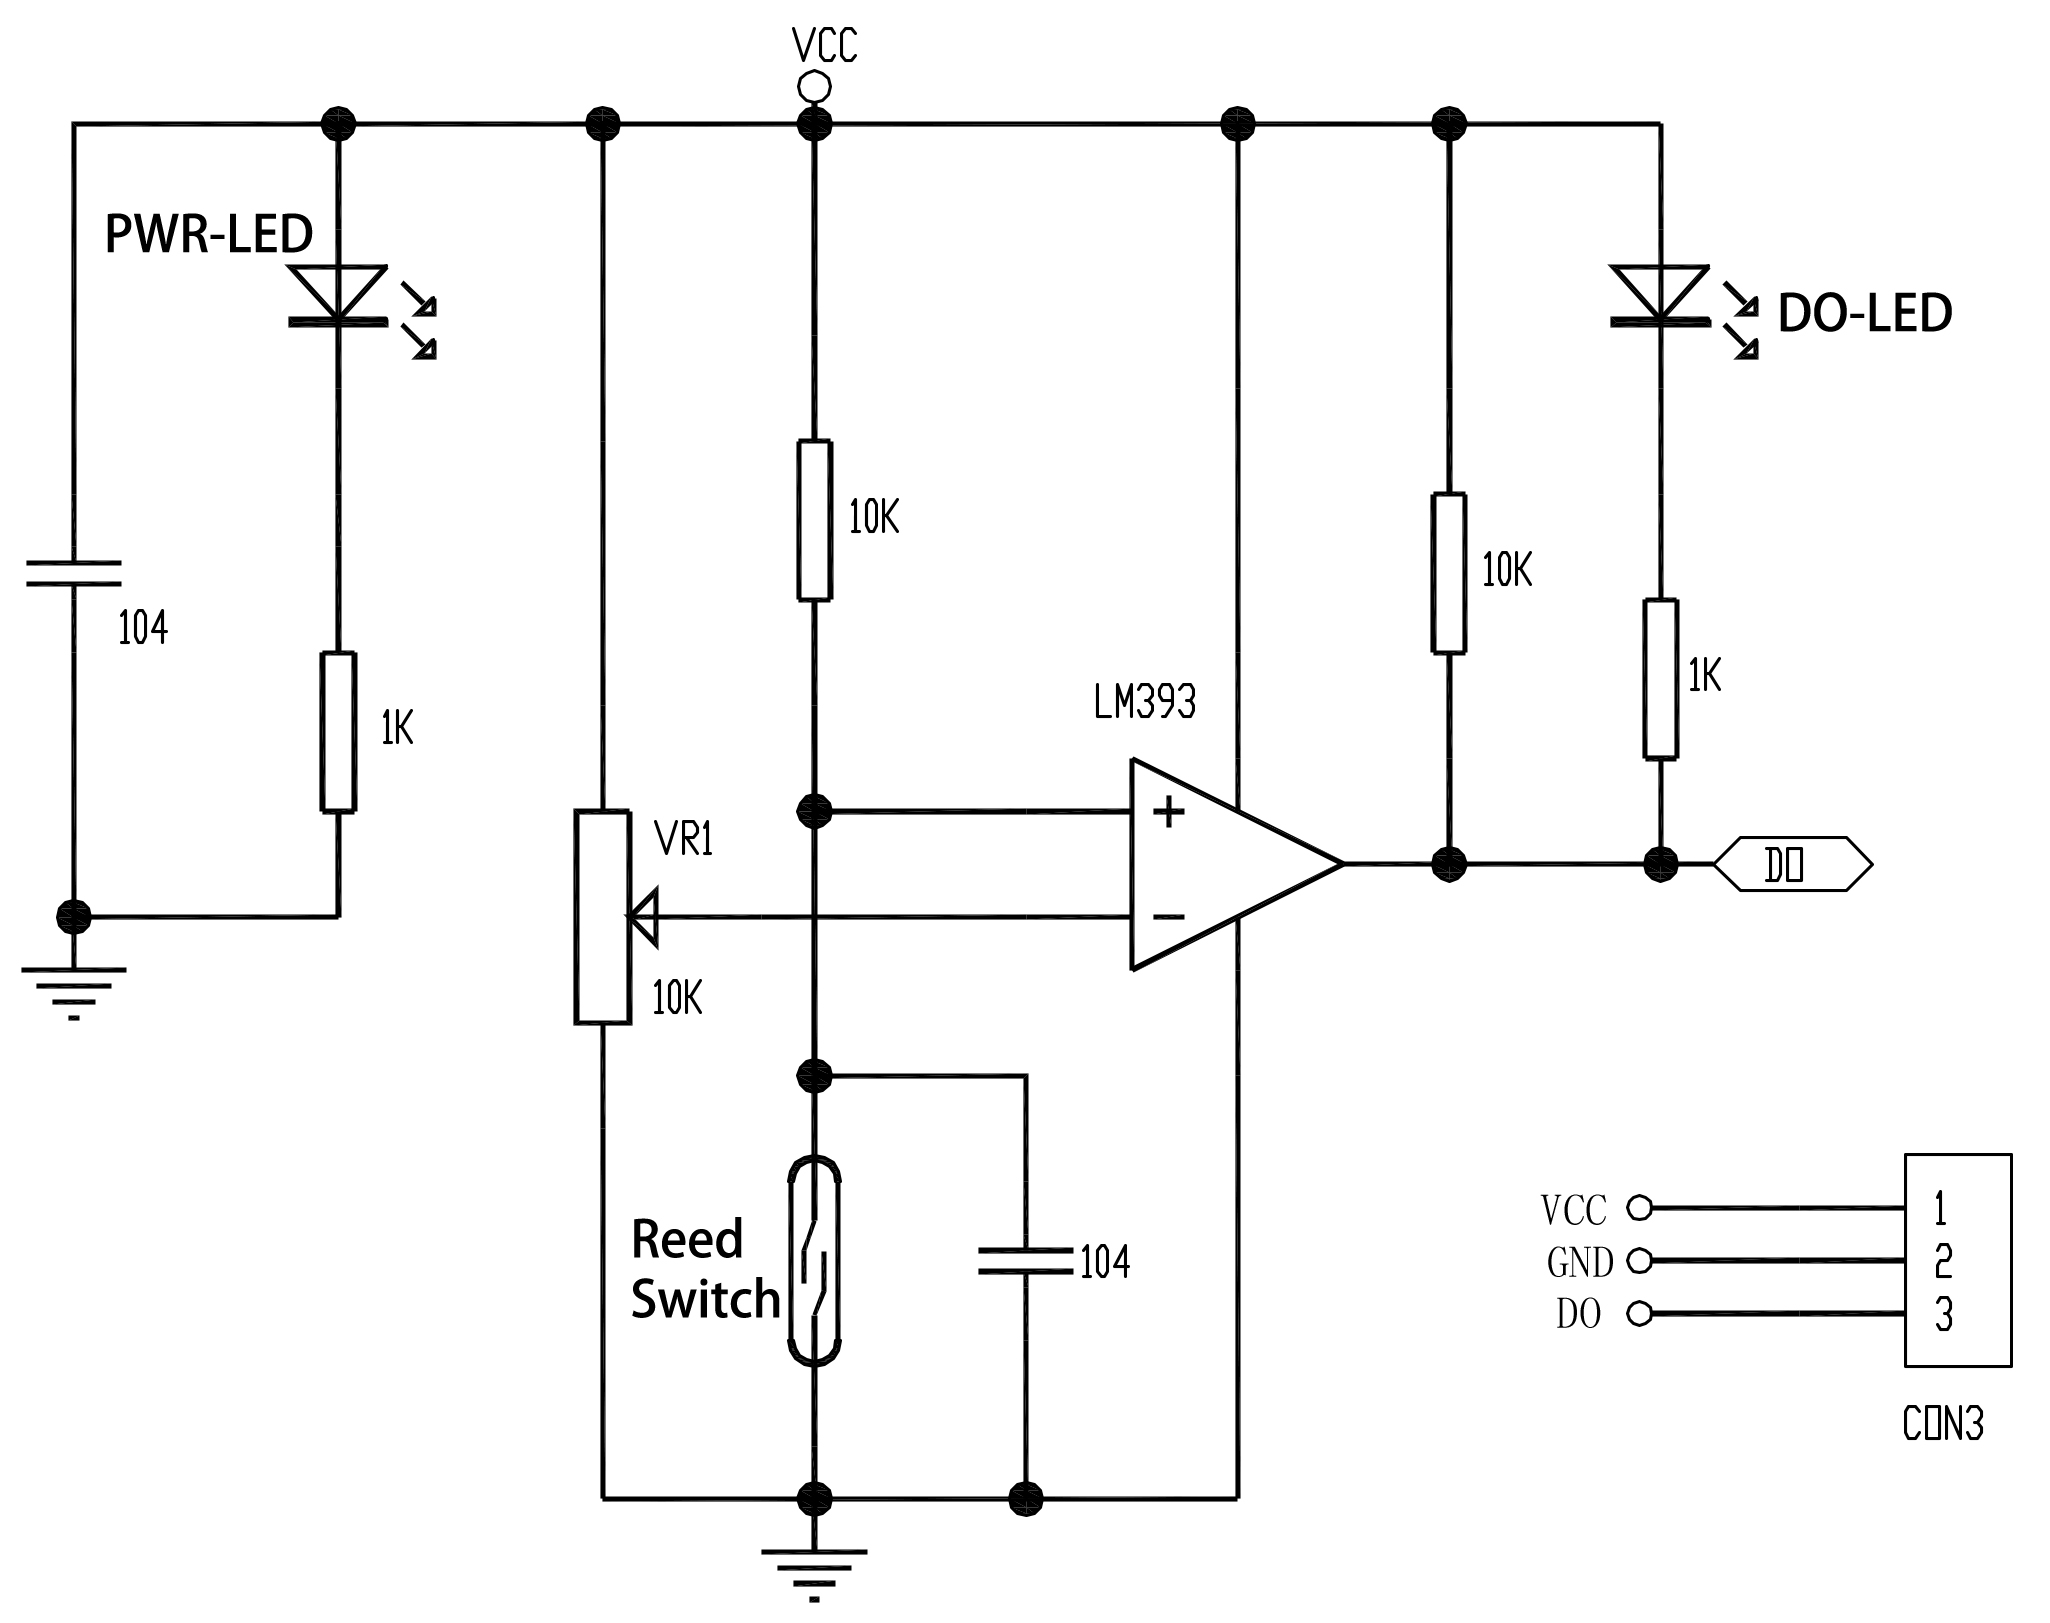 VCC
PWR-LED
DO-LED
10K
10K
104
1K
1K
LM393
VR1
DO
10K
+
−
Reed
Switch
104
VCC
GND
DO
1
2
3
CON3